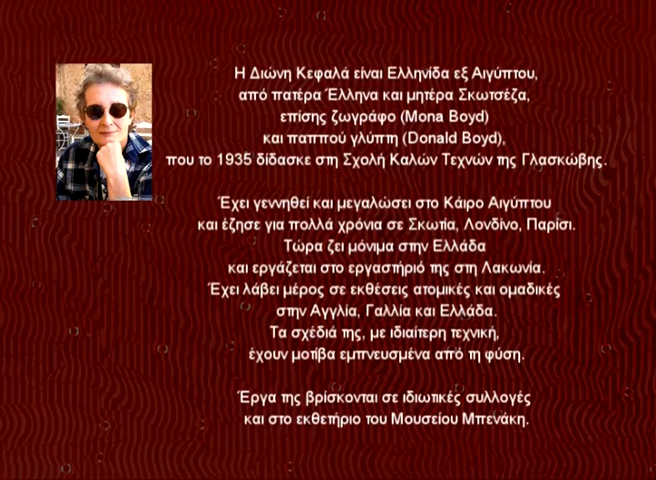 Η Διώνη Κεφαλά είναι Ελληνίδα εξ Αιγύπτου,
από πατέρα Έλληνα και μητέρα Σκωτσέζα,
επίσης ζωγράφο (Mona Boyd)
και παππού γλύπτη (Donald Boyd),
που το 1935 δίδασκε στη Σχολή Καλών Τεχνών της Γλασκώβης.
Έχει γεννηθεί και μεγαλώσει στο Κάιρο Αιγύπτου
και έζησε για πολλά χρόνια σε Σκωτία, Λονδίνο, Παρίσι.
Τώρα ζει μόνιμα στην Ελλάδα
και εργάζεται στο εργαστήριό της στη Λακωνία.
Έχει λάβει μέρος σε εκθέσεις ατομικές και ομαδικές
στην Αγγλία, Γαλλία και Ελλάδα.
Τα σχέδιά της, με ιδιαίτερη τεχνική,
έχουν μοτίβα εμπνευσμένα από τη φύση.
Έργα της βρίσκονται σε ιδιωτικές συλλογές
και στο εκθετήριο του Μουσείου Μπενάκη.